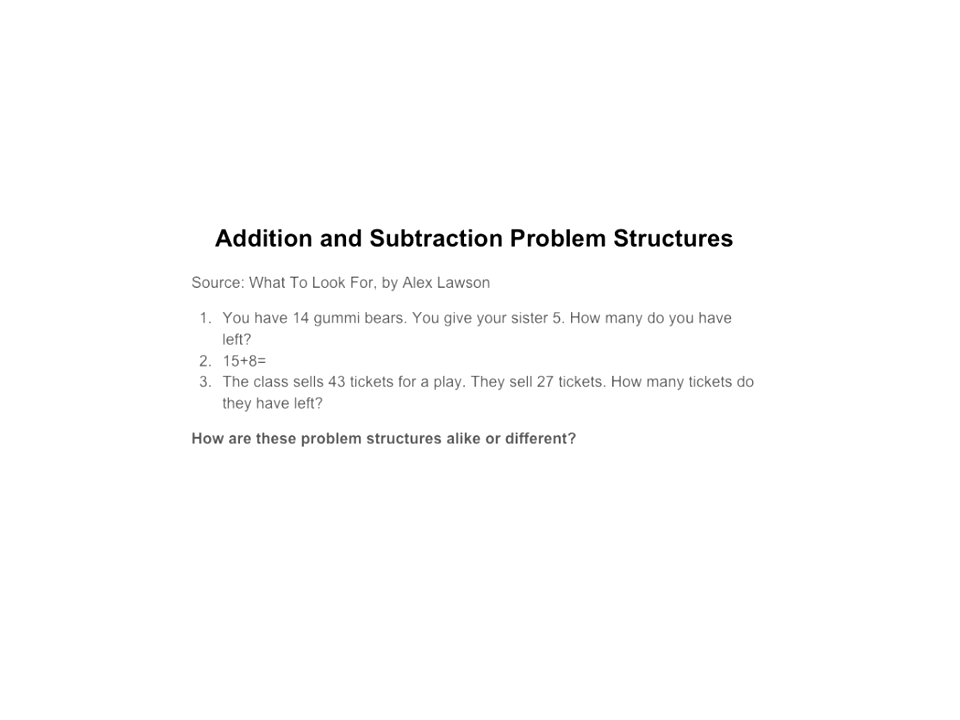 Addition and Subtraction Problem Structures
Source: What To Look For, by Alex Lawson
1. You have 14 gummi bears. You give your sister 5. How many do you have
left?
2. 15+8=
3. The class sells 43 tickets for a play. They sell 27 tickets. How many tickets do
they have left?
How are these problem structures alike or different?